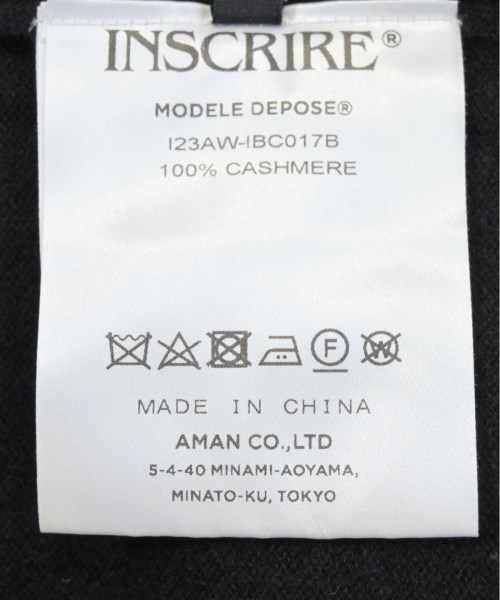 INSCRIRE®
MODELE DEPOSE®
I23AW-IBC017B
100% CASHMERE
F W
MADE IN CHINA
AMAN CO.,LTD
5-4-40 MINAMI-AOYAMA,
MINATO-KU, TOKYO